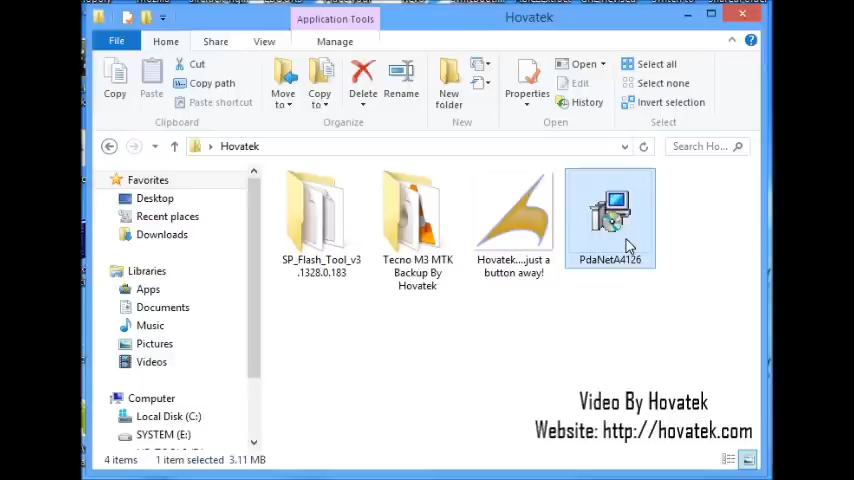 Application Tools
Hovatek
File
Home
Share
View
Manage
Copy
Paste
Cut
Copy path
Paste shortcut
Move to
Copy to
Delete
Rename
New folder
Properties
Open
Edit
History
Select all
Select none
Invert selection
Clipboard
Organize
New
Open
Select
Hovatek
Search Ho...
Favorites
Desktop
Recent places
Downloads
Libraries
Apps
Documents
Music
Pictures
Videos
Computer
Local Disk (C:)
SYSTEM (E:)
SP_Flash_Tool_v3
.1328.0.183
Tecno M3 MTK
Backup By
Hovatek
Hovatek....just a
button away!
PdaNetA4126
Video By Hovatek
Website: http://hovatek.com
4 items
1 item selected 3.11 MB